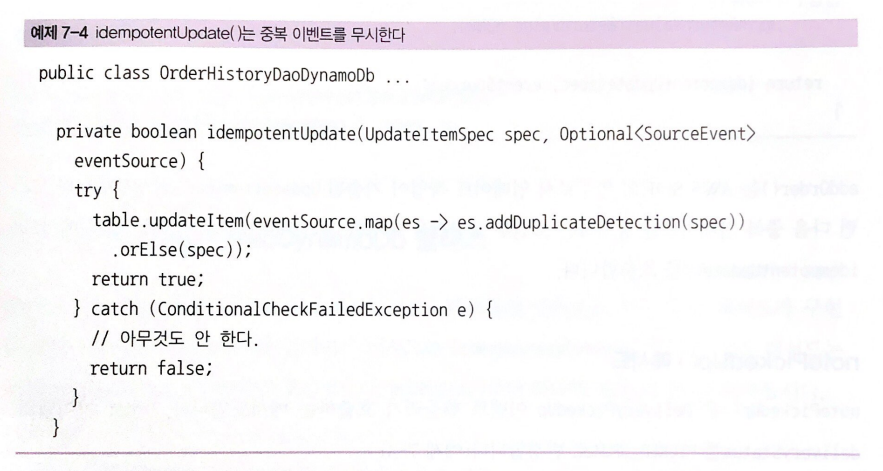 예제 7-4 idempotentUpdate()는 중복 이벤트를 무시한다
public class OrderHistoryDaoDynamoDb ...
private boolean idempotentUpdate(UpdateItemSpec spec, Optional<SourceEvent>
eventSource) {
try {
table.updateItem(eventSource.map(es -> es.addDuplicateDetection(spec))
.orElse(spec));
return true;
} catch (ConditionalCheckFailedException e) {
// 아무것도 안 한다.
return false;
}
}